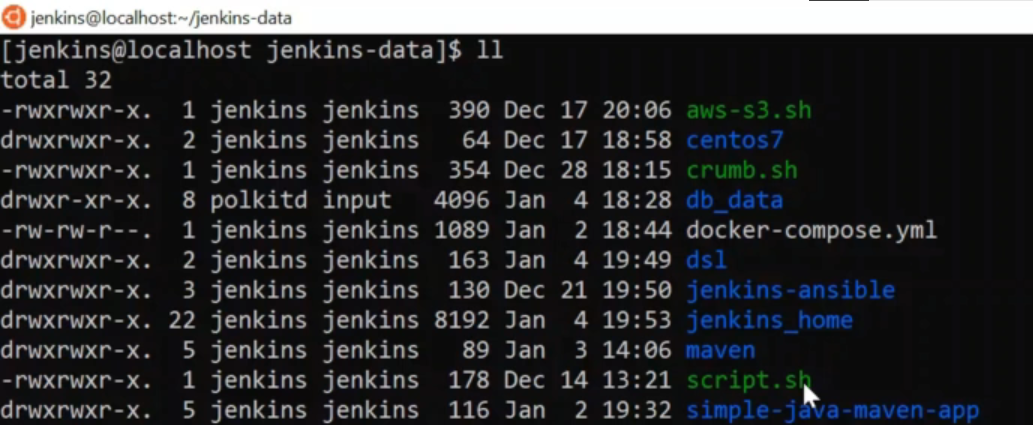 jenkins@localhost:~/jenkins-data
[jenkins@localhost jenkins-data]$ ll
total 32
-rwxrwxr-x.  1 jenkins jenkins  390 Dec 17 20:06 aws-s3.sh
drwxrwxr-x.  2 jenkins jenkins   64 Dec 17 18:58 centos7
-rwxrwxr-x.  1 jenkins jenkins  354 Dec 28 18:15 crumb.sh
drwxr-xr-x.  8 polkitd input   4096 Jan  4 18:28 db_data
-rw-rw-r--.  1 jenkins jenkins 1089 Jan  2 18:44 docker-compose.yml
drwxrwxr-x.  2 jenkins jenkins  163 Jan  4 19:49 dsl
drwxrwxr-x.  3 jenkins jenkins  130 Dec 21 19:50 jenkins-ansible
drwxrwxr-x. 22 jenkins jenkins 8192 Jan  4 19:53 jenkins_home
drwxrwxr-x.  5 jenkins jenkins   89 Jan  3 14:06 maven
-rwxrwxr-x.  1 jenkins jenkins  178 Dec 14 13:21 script.sh
drwxrwxr-x.  5 jenkins jenkins  116 Jan  2 19:32 simple-java-maven-app